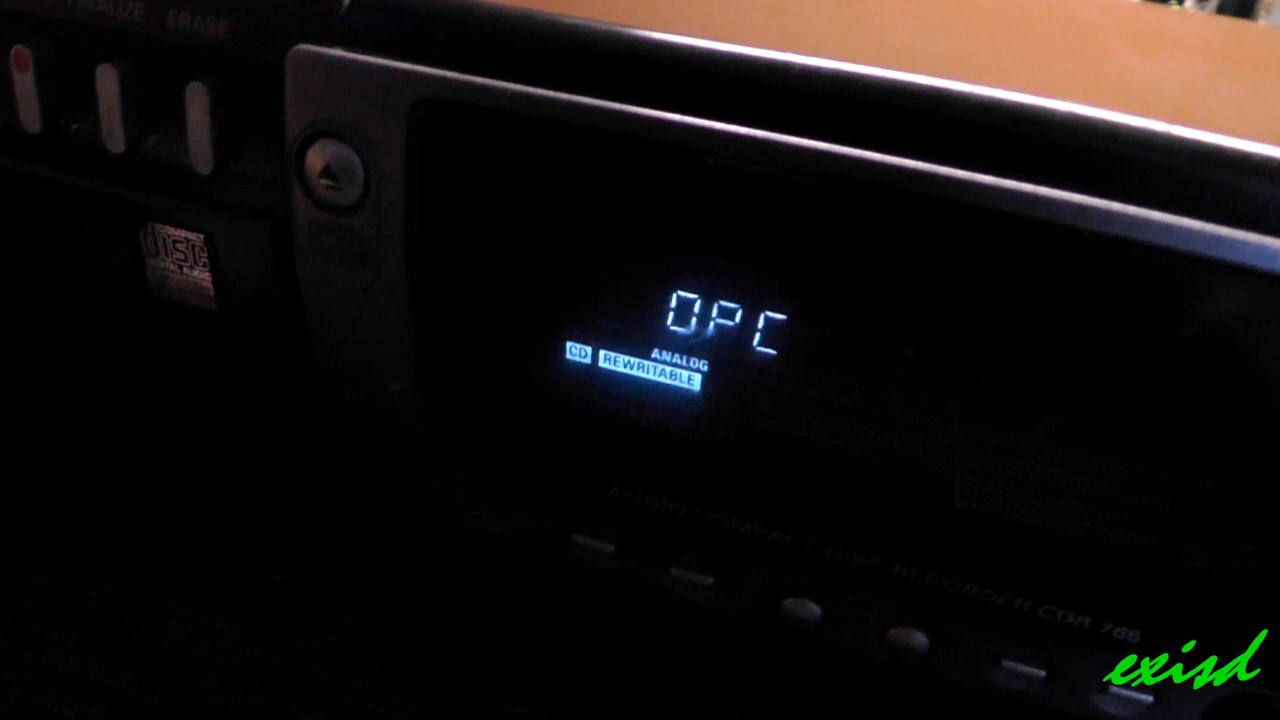 FINALIZE ERASE
COMPACT
disc
DIGITAL AUDIO
OPC
ANALOG
CD REWRITABLE
AUDIO COMPACT DISC RECORDER CDR 765
exisd